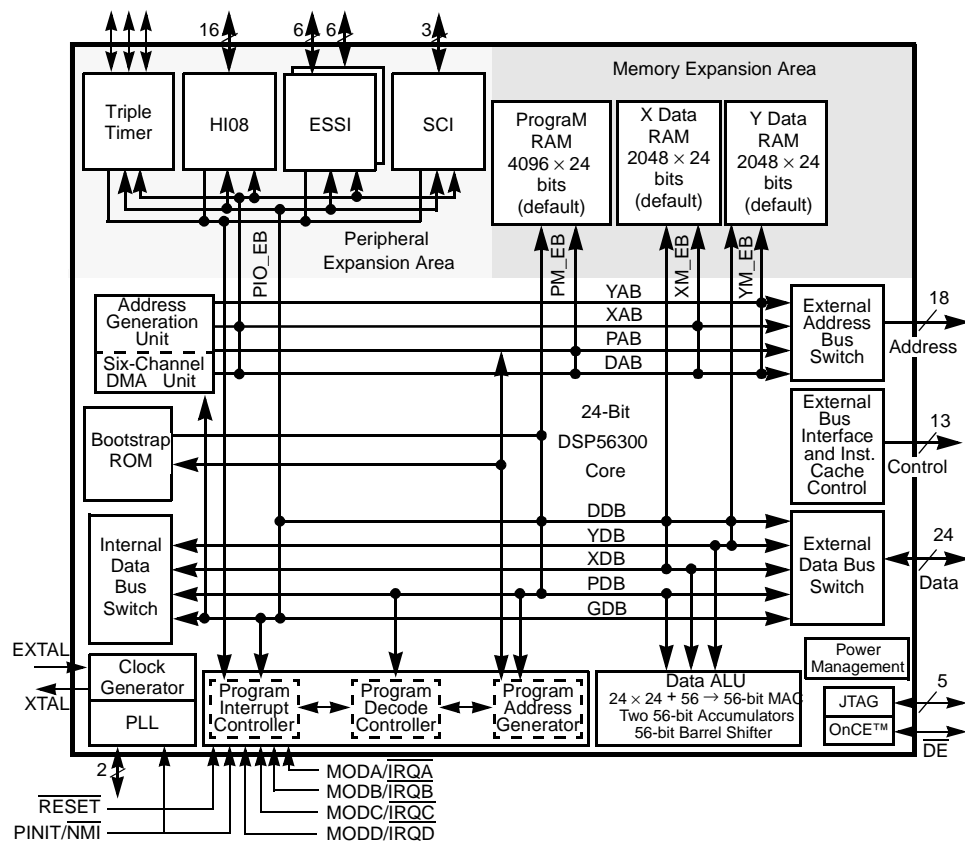 16
6
6
3
Memory Expansion Area
Triple
Timer
HI08
ESSI
SCI
PrograM
RAM
4096 × 24
bits
(default)
X Data
RAM
2048 × 24
bits
(default)
Y Data
RAM
2048 × 24
bits
(default)
Peripheral
Expansion Area
PIO_EB
PM_EB
XM_EB
YM_EB
Address
Generation
Unit
Six-Channel
DMA Unit
YAB
XAB
PAB
DAB
External
Address
Bus
Switch
18
Address
Bootstrap
ROM
24-Bit
DSP56300
Core
External
Bus
Interface
and Inst.
Cache
Control
13
Control
Internal
Data
Bus
Switch
DDB
YDB
XDB
PDB
GDB
External
Data Bus
Switch
24
Data
EXTAL
XTAL
Clock
Generator
PLL
2
Program
Interrupt
Controller
Program
Decode
Controller
Program
Address
Generator
Data ALU
24 × 24 + 56 → 56-bit MAC
Two 56-bit Accumulators
56-bit Barrel Shifter
Power
Management
JTAG
OnCE™
5
DE
RESET
PINIT/NMI
MODA/IRQA
MODB/IRQB
MODC/IRQC
MODD/IRQD